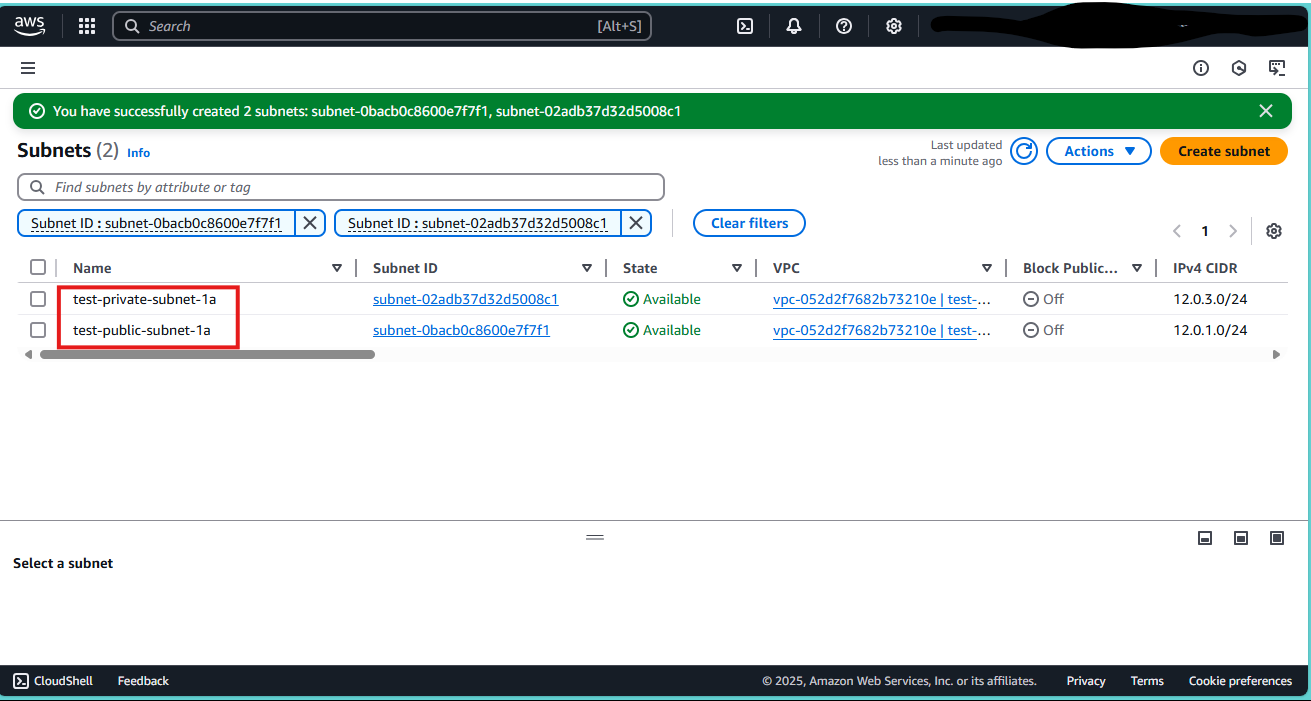 aws Search [Alt+S]
You have successfully created 2 subnets: subnet-0bacb0c8600e7f7f1, subnet-02adb37d32d5008c1
Subnets (2) Info
Last updated
less than a minute ago
Actions
Create subnet
Find subnets by attribute or tag
Subnet ID : subnet-0bacb0c8600e7f7f1 Subnet ID : subnet-02adb37d32d5008c1 Clear filters
1
Name Subnet ID State VPC Block Public... IPv4 CIDR
test-private-subnet-1a subnet-02adb37d32d5008c1 Available vpc-052d2f7682b73210e | test-... Off 12.0.3.0/24
test-public-subnet-1a subnet-0bacb0c8600e7f7f1 Available vpc-052d2f7682b73210e | test-... Off 12.0.1.0/24
Select a subnet
CloudShell Feedback © 2025, Amazon Web Services, Inc. or its affiliates. Privacy Terms Cookie preferences